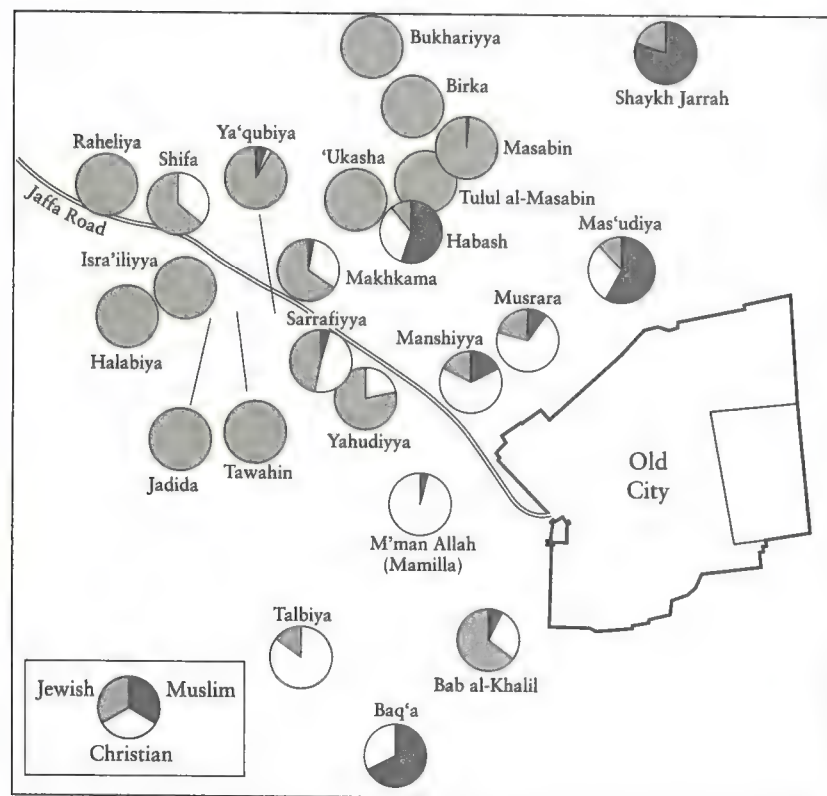 Bukhariyya
Shaykh Jarrah
Birka
Raheliya
Shifa
Ya‘qubiya
‘Ukasha
Masabin
Tulul al-Masabin
Jaffa Road
Habash
Mas‘udiya
Isra’iliyya
Makhkama
Musrara
Halabiya
Sarrafiyya
Manshiyya
Yahudiyya
Jadida
Tawahin
Old
City
M’man Allah
(Mamilla)
Talbiya
Bab al-Khalil
Jewish
Muslim
Christian
Baq‘a